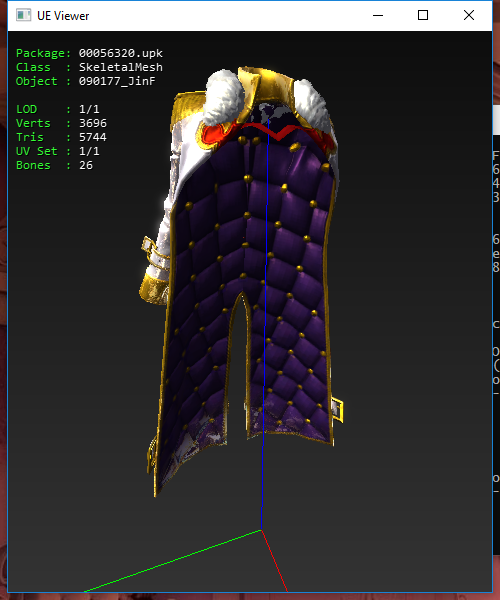 UE Viewer
Package: 00056320.upk
Class : SkeletalMesh
Object : 090177_JinF
LOD : 1/1
Verts : 3696
Tris : 5744
UV Set : 1/1
Bones : 26